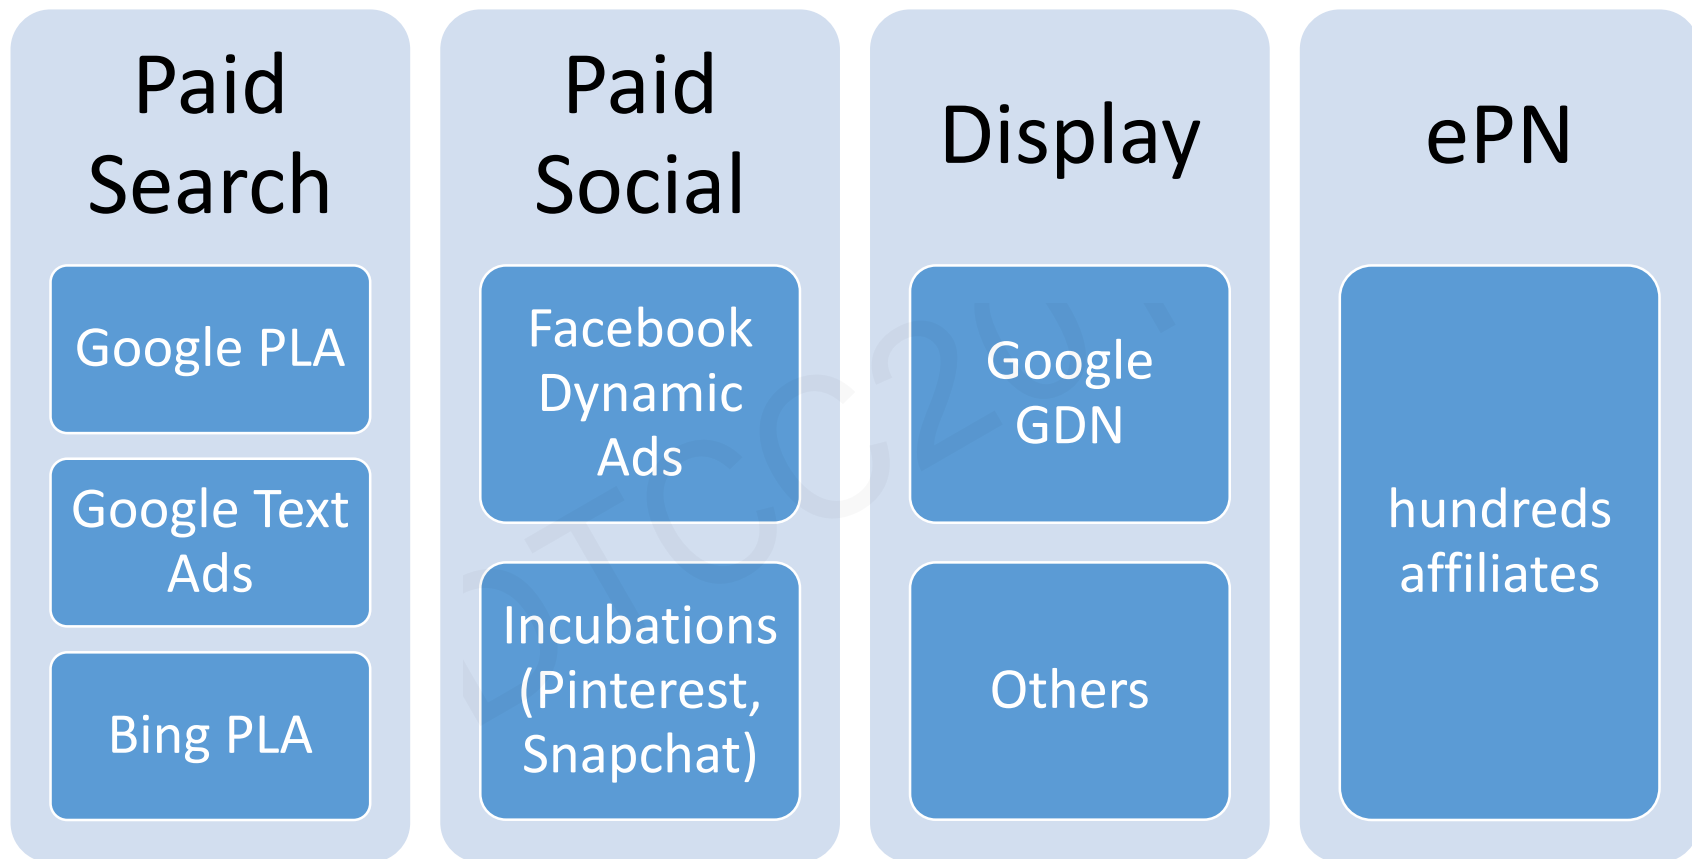 Paid
Search
Google PLA
Google Text
Ads
Bing PLA
Paid
Social
Facebook
Dynamic
Ads
Incubations
(Pinterest,
Snapchat)
Display
Google
GDN
Others
ePN
hundreds
affiliates